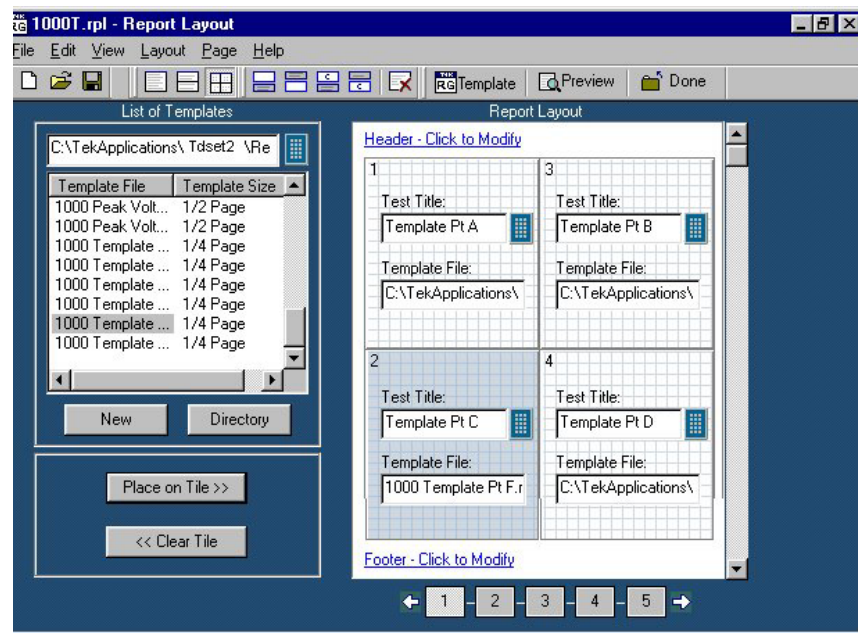 TNK RG 1000T.rpl - Report Layout
File Edit View Layout Page Help
TNK RG Template Preview Done
List of Templates
C:\TekApplications\ Tdset2 \Re
Template File Template Size
1000 Peak Volt... 1/2 Page
1000 Peak Volt... 1/2 Page
1000 Template ... 1/4 Page
1000 Template ... 1/4 Page
1000 Template ... 1/4 Page
1000 Template ... 1/4 Page
1000 Template ... 1/4 Page
1000 Template ... 1/4 Page
New Directory
Place on Tile >>
<< Clear Tile
Report Layout
Header - Click to Modify
1
Test Title:
Template Pt A
Template File:
C:\TekApplications\
3
Test Title:
Template Pt B
Template File:
C:\TekApplications\
2
Test Title:
Template Pt C
Template File:
1000 Template Pt F.r
4
Test Title:
Template Pt D
Template File:
C:\TekApplications\
Footer - Click to Modify
1 - 2 - 3 - 4 - 5